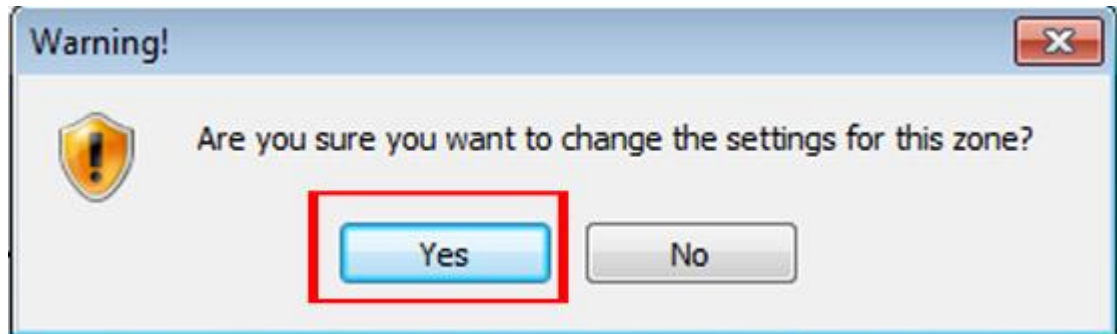 Warning!
Are you sure you want to change the settings for this zone?
Yes No